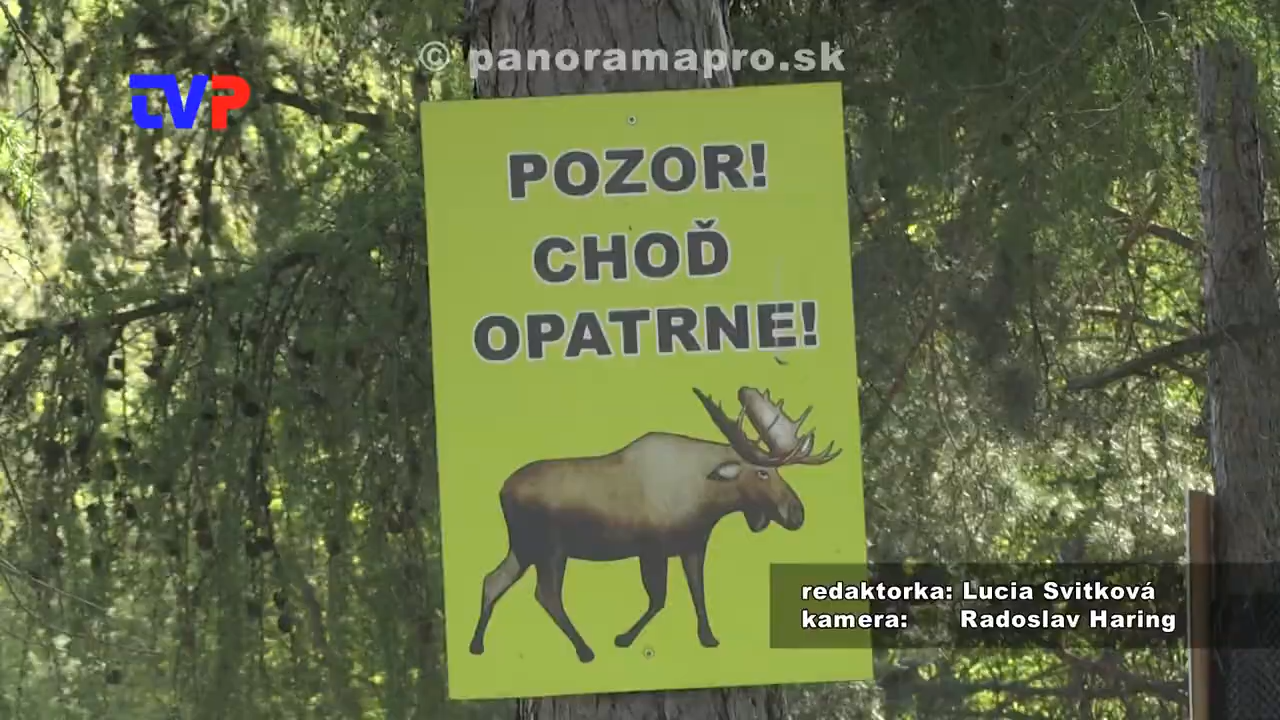 © panoramapro.sk
TVP
POZOR!
CHOĎ
OPATRNE!
redaktorka: Lucia Svitková
kamera: Radoslav Haring